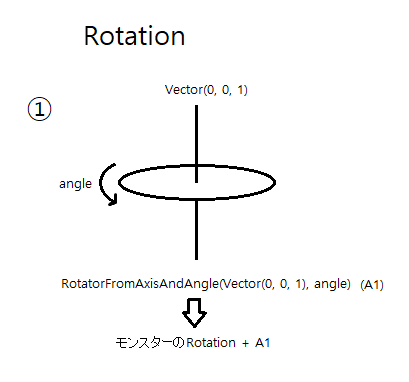 Rotation
①
Vector(0, 0, 1)
angle
RotatorFromAxisAndAngle(Vector(0, 0, 1), angle) (A1)
モンスターのRotation + A1